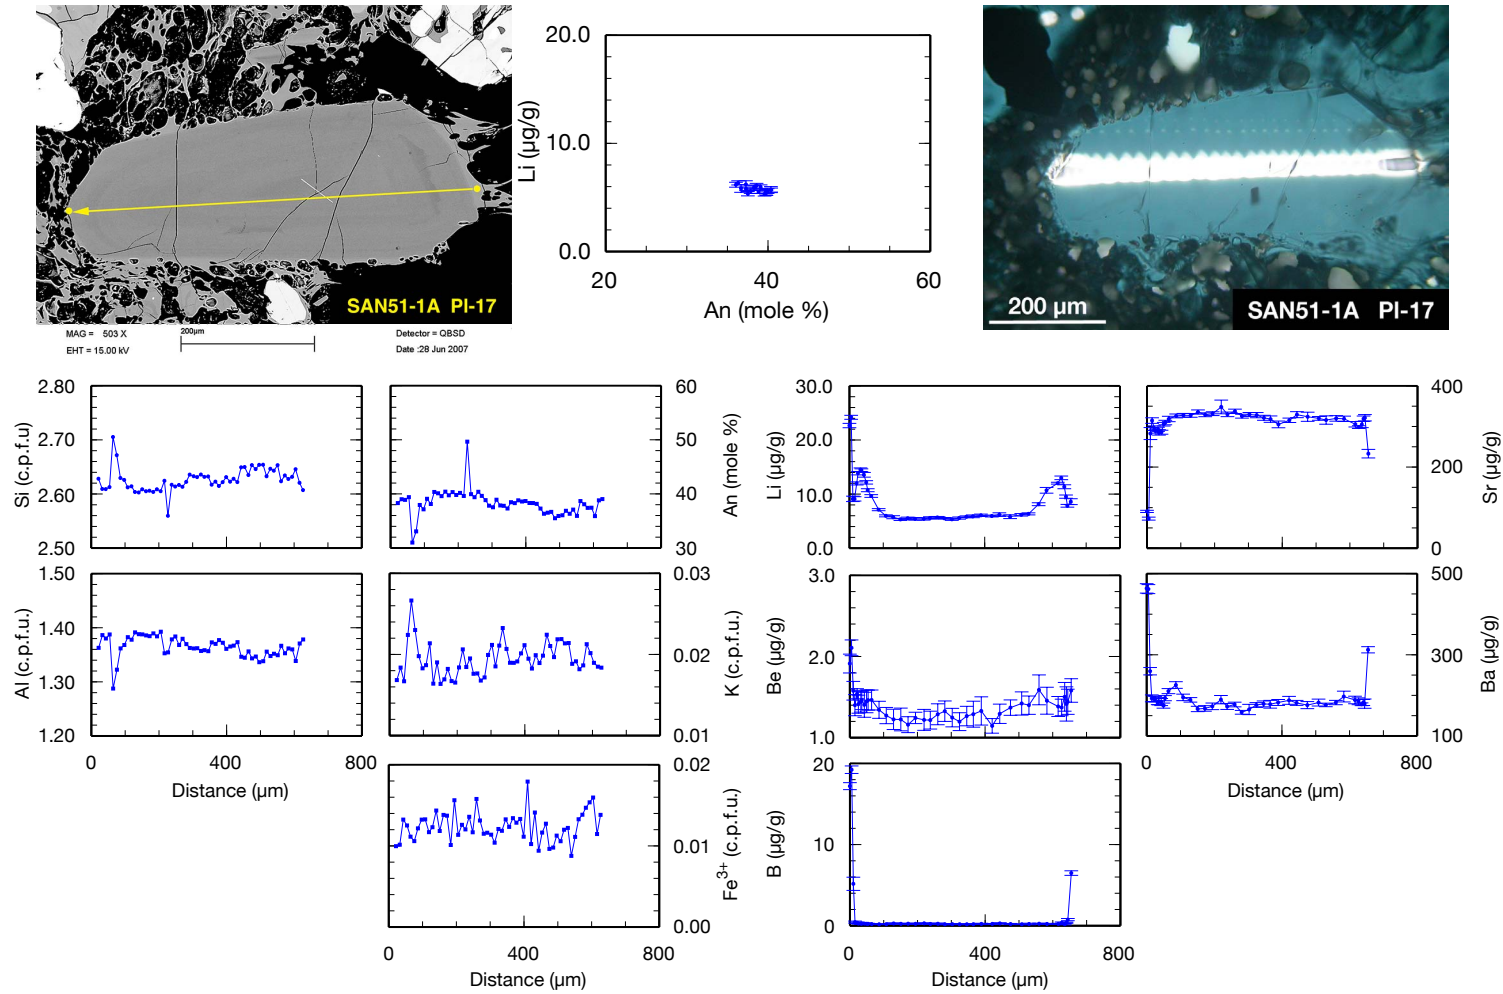 SAN51-1A PI-17
MAG = 503 X
200µm
Detector = QBSD
EHT = 15.00 kV
Date :28 Jun 2007
20.0
10.0
0.0
Li (µg/g)
20
40
60
An (mole %)
200 µm
SAN51-1A PI-17
2.80
2.70
2.60
2.50
Si (c.p.f.u)
60
50
40
30
An (mole %)
30.0
20.0
10.0
0.0
Li (µg/g)
400
200
0
Sr (µg/g)
1.50
1.40
1.30
1.20
Al (c.p.f.u.)
0
400
800
Distance (µm)
0.03
0.02
0.01
K (c.p.f.u.)
3.0
2.0
1.0
Be (µg/g)
500
300
100
Ba (µg/g)
0
400
800
Distance (µm)
0.02
0.01
0.00
Fe3+ (c.p.f.u.)
0
400
800
Distance (µm)
20
10
0
B (µg/g)
0
400
800
Distance (µm)